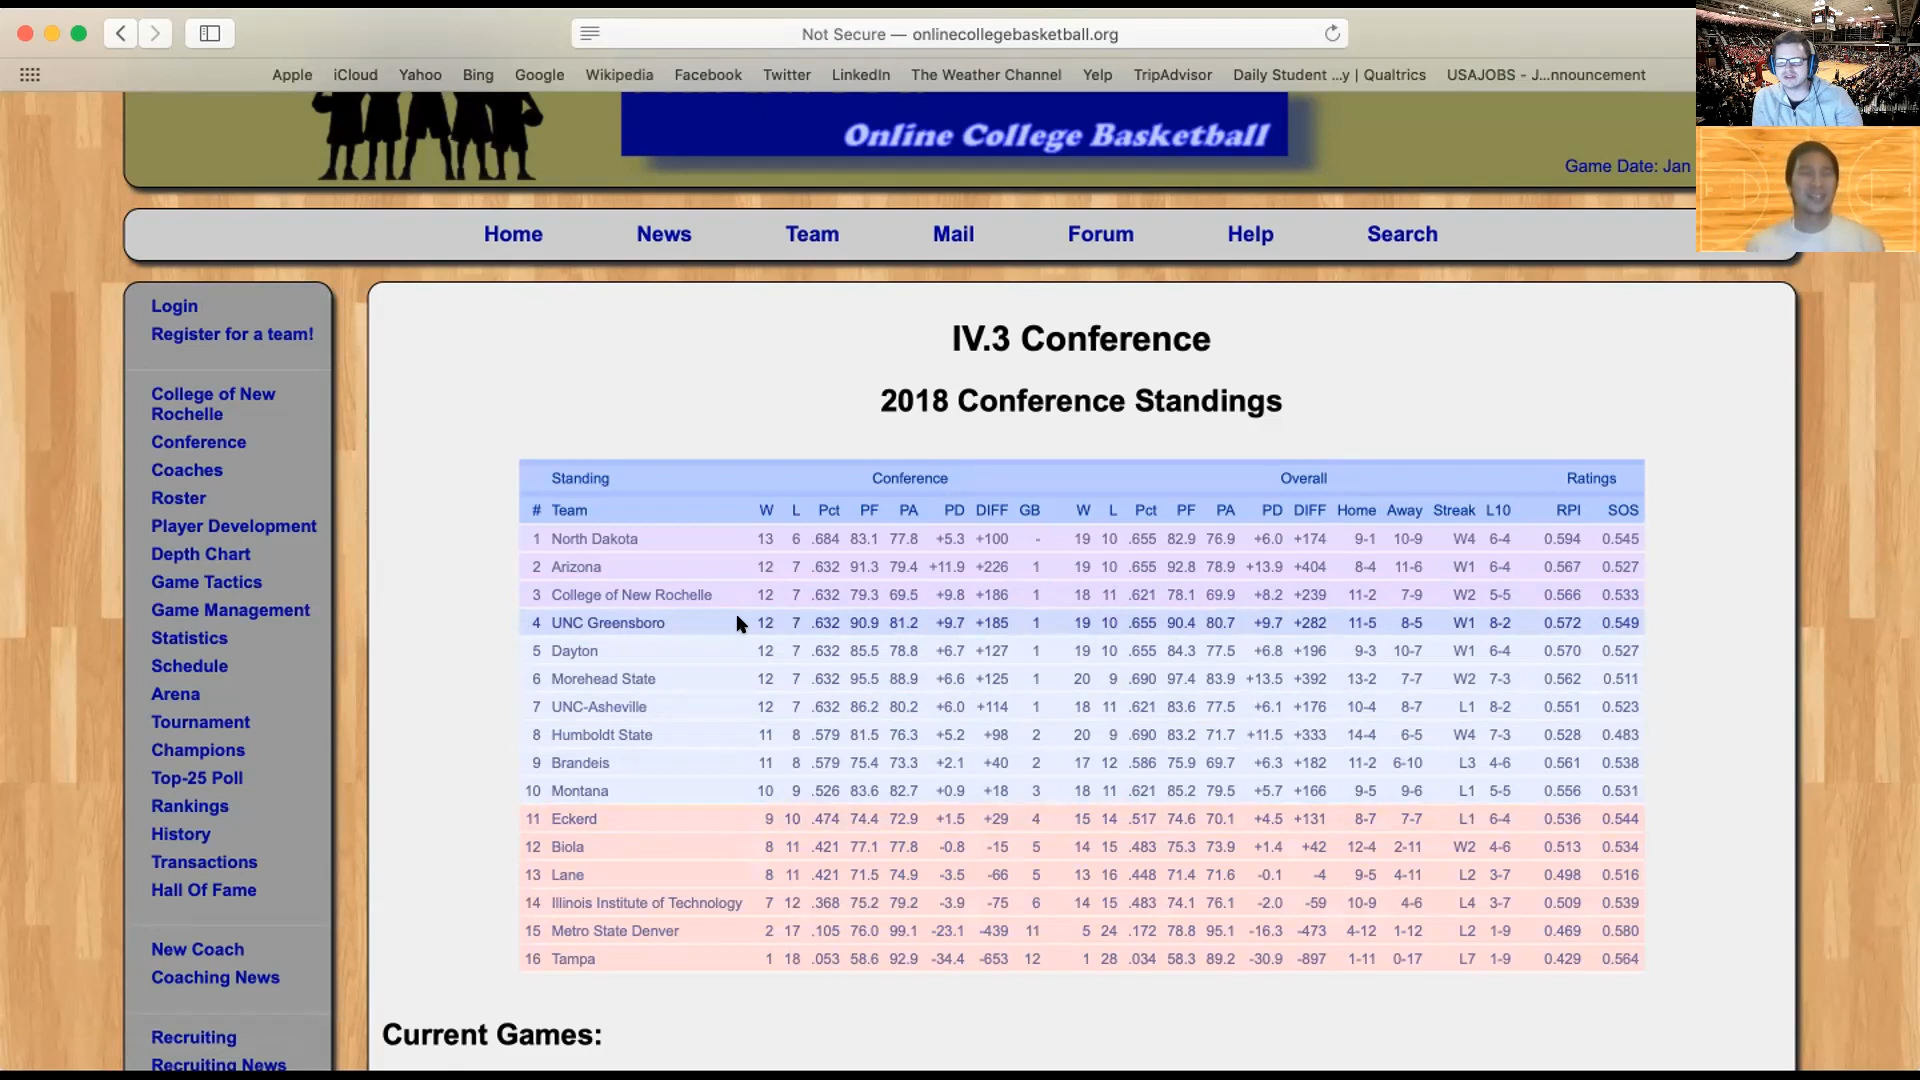 Not Secure — onlinecollegebasketball.org
Apple iCloud Yahoo Bing Google Wikipedia Facebook Twitter LinkedIn The Weather Channel Yelp TripAdvisor Daily Student ...y | Qualtrics USAJOBS - J...nnouncement
Online College Basketball
Game Date: Jan
Home News Team Mail Forum Help Search
Login
Register for a team!
College of New
Rochelle
Conference
Coaches
Roster
Player Development
Depth Chart
Game Tactics
Game Management
Statistics
Schedule
Arena
Tournament
Champions
Top-25 Poll
Rankings
History
Transactions
Hall Of Fame
New Coach
Coaching News
Recruiting
Recruiting News
IV.3 Conference
2018 Conference Standings
Standing Conference Overall Ratings
# Team W L Pct PF PA PD DIFF GB W L Pct PF PA PD DIFF Home Away Streak L10 RPI SOS
1 North Dakota 13 6 .684 83.1 77.8 +5.3 +100 - 19 10 .655 82.9 76.9 +6.0 +174 9-1 10-9 W4 6-4 0.594 0.545
2 Arizona 12 7 .632 91.3 79.4 +11.9 +226 1 19 10 .655 92.8 78.9 +13.9 +404 8-4 11-6 W1 6-4 0.567 0.527
3 College of New Rochelle 12 7 .632 79.3 69.5 +9.8 +186 1 18 11 .621 78.1 69.9 +8.2 +239 11-2 7-9 W2 5-5 0.566 0.533
4 UNC Greensboro 12 7 .632 90.9 81.2 +9.7 +185 1 19 10 .655 90.4 80.7 +9.7 +282 11-5 8-5 W1 8-2 0.572 0.549
5 Dayton 12 7 .632 85.5 78.8 +6.7 +127 1 19 10 .655 84.3 77.5 +6.8 +196 9-3 10-7 W1 6-4 0.570 0.527
6 Morehead State 12 7 .632 95.5 88.9 +6.6 +125 1 20 9 .690 97.4 83.9 +13.5 +392 13-2 7-7 W2 7-3 0.562 0.511
7 UNC-Asheville 12 7 .632 86.2 80.2 +6.0 +114 1 18 11 .621 83.6 77.5 +6.1 +176 10-4 8-7 L1 8-2 0.551 0.523
8 Humboldt State 11 8 .579 81.5 76.3 +5.2 +98 2 20 9 .690 83.2 71.7 +11.5 +333 14-4 6-5 W4 7-3 0.528 0.483
9 Brandeis 11 8 .579 75.4 73.3 +2.1 +40 2 17 12 .586 75.9 69.7 +6.3 +182 11-2 6-10 L3 4-6 0.561 0.538
10 Montana 10 9 .526 83.6 82.7 +0.9 +18 3 18 11 .621 85.2 79.5 +5.7 +166 9-5 9-6 L1 5-5 0.556 0.531
11 Eckerd 9 10 .474 74.4 72.9 +1.5 +29 4 15 14 .517 74.6 70.1 +4.5 +131 8-7 7-7 L1 6-4 0.536 0.544
12 Biola 8 11 .421 77.1 77.8 -0.8 -15 5 14 15 .483 75.3 73.9 +1.4 +42 12-4 2-11 W2 4-6 0.513 0.534
13 Lane 8 11 .421 71.5 74.9 -3.5 -66 5 13 16 .448 71.4 71.6 -0.1 -4 9-5 4-11 L2 3-7 0.498 0.516
14 Illinois Institute of Technology 7 12 .368 75.2 79.2 -3.9 -75 6 14 15 .483 74.1 76.1 -2.0 -59 10-9 4-6 L4 3-7 0.509 0.539
15 Metro State Denver 2 17 .105 76.0 99.1 -23.1 -439 11 5 24 .172 78.8 95.1 -16.3 -473 4-12 1-12 L2 1-9 0.469 0.580
16 Tampa 1 18 .053 58.6 92.9 -34.4 -653 12 1 28 .034 58.3 89.2 -30.9 -897 1-11 0-17 L7 1-9 0.429 0.564
Current Games: